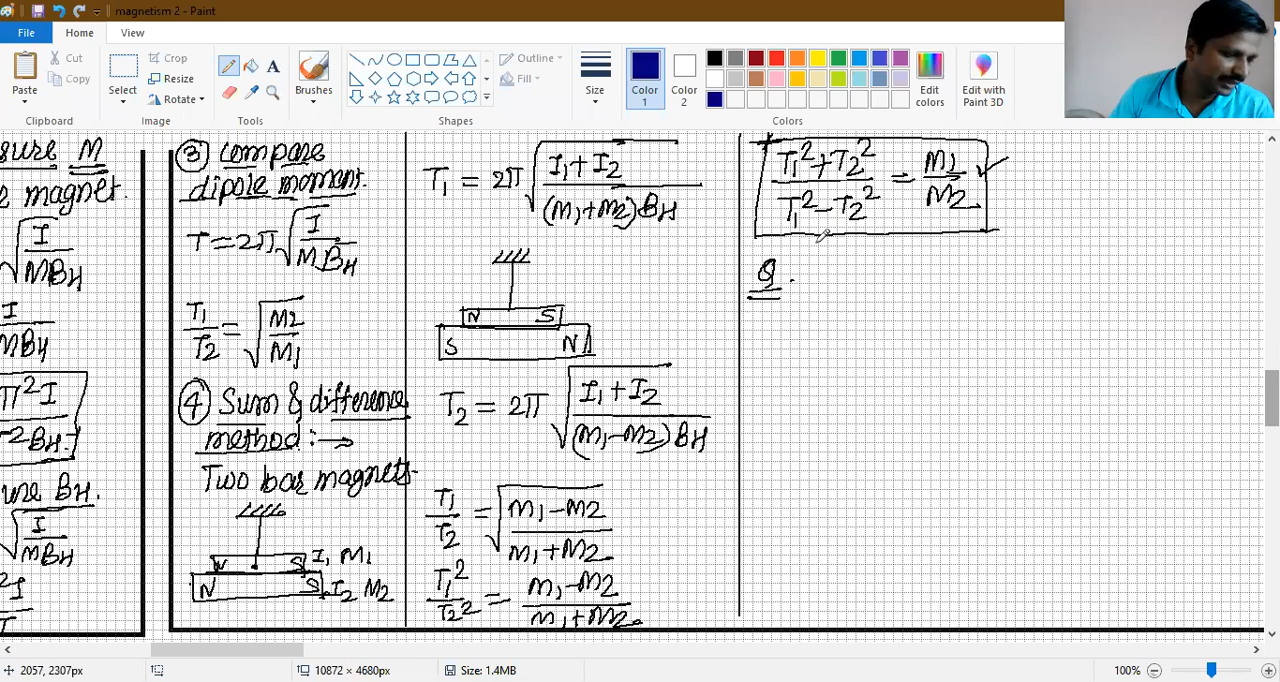 magnetism 2 - Paint
File
Home
View
Paste
Cut
Copy
Clipboard
Select
Crop
Resize
Rotate
Image
A
Tools
Brushes
Shapes
Outline
Fill
Size
Color 1
Color 2
Edit colors
Edit with Paint 3D
Colors
sure M
e magnet.
√(I/MBH)
I
MBH
π²I
-²BH.
ure BH.
√(I/MBH)
²I
③ compare
dipole moment.
T = 2π√(I/MBH)
T1/T2 = √(M2/M1)
④ Sum & difference
method :→
Two bar magnets
N S I1 M1
N S I2 M2
T1 = 2π√((I1+I2)/((M1+M2)BH))
N S
S N
T2 = 2π√((I1+I2)/((M1-M2)BH))
T1/T2 = √((M1-M2)/(M1+M2))
T1²/T2² = (M1-M2)/(M1+M2)
(T1²+T2²)/(T1²-T2²) = M1/M2 ✓
Q.
2057, 2307px
10872 × 4680px
Size: 1.4MB
100%